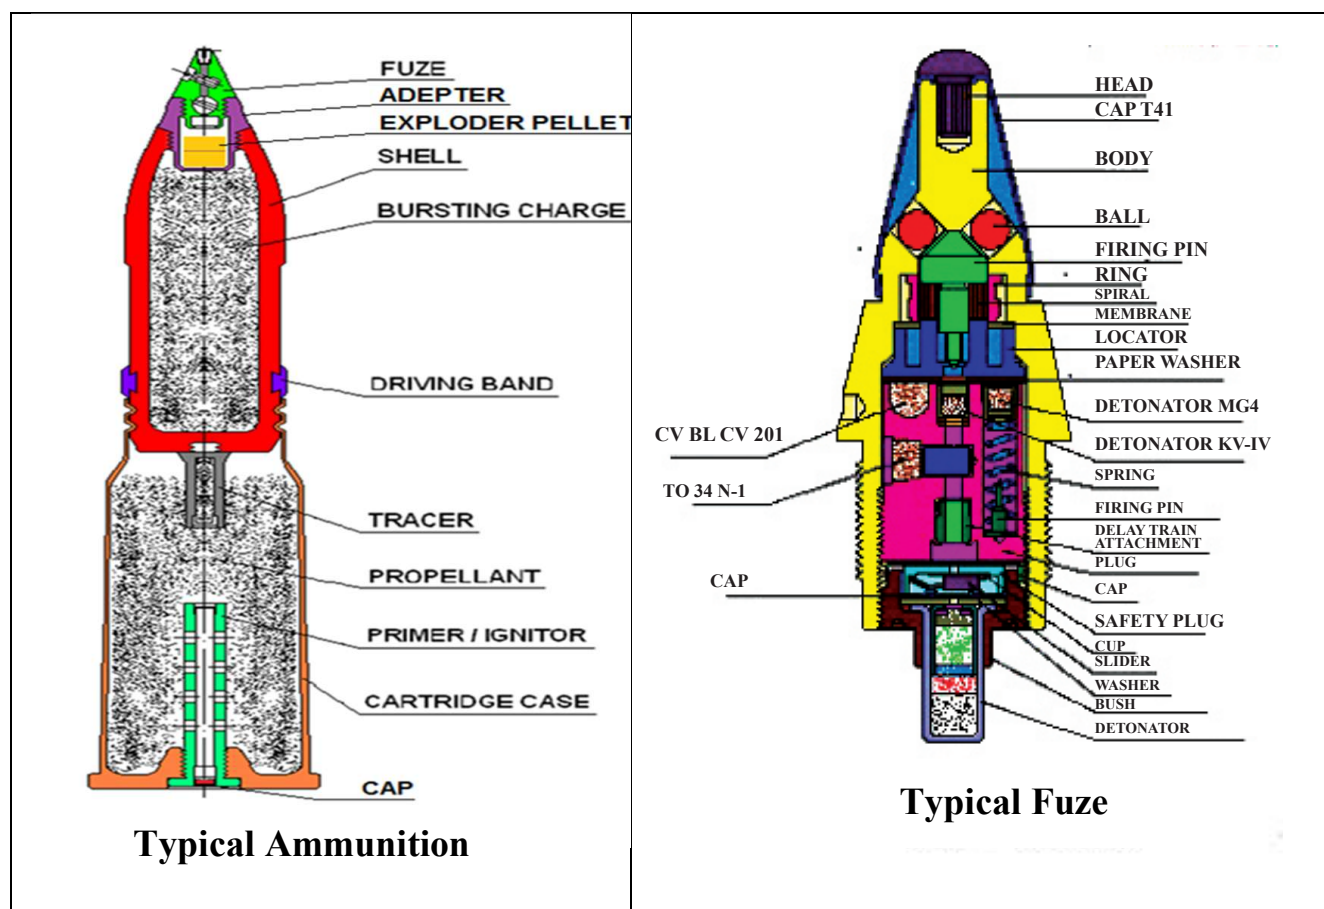 FUZE
ADEPTER
EXPLODER PELLET
SHELL
BURSTING CHARGE
DRIVING BAND
TRACER
PROPELLANT
PRIMER / IGNITOR
CARTRIDGE CASE
CAP
Typical Ammunition
HEAD
CAP T41
BODY
BALL
FIRING PIN
RING
SPIRAL
MEMBRANE
LOCATOR
PAPER WASHER
DETONATOR MG4
CV BL CV 201
DETONATOR KV-IV
SPRING
TO 34 N-1
FIRING PIN
DELAY TRAIN
ATTACHMENT
PLUG
CAP
CAP
SAFETY PLUG
CUP
SLIDER
WASHER
BUSH
DETONATOR
Typical Fuze